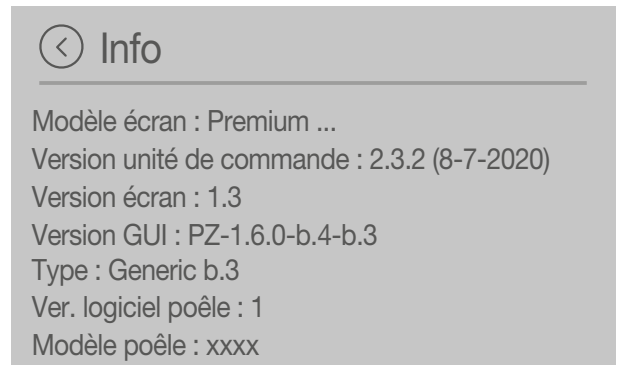 Info
Modèle écran : Premium ...
Version unité de commande : 2.3.2 (8-7-2020)
Version écran : 1.3
Version GUI : PZ-1.6.0-b.4-b.3
Type : Generic b.3
Ver. logiciel poêle : 1
Modèle poêle : xxxx